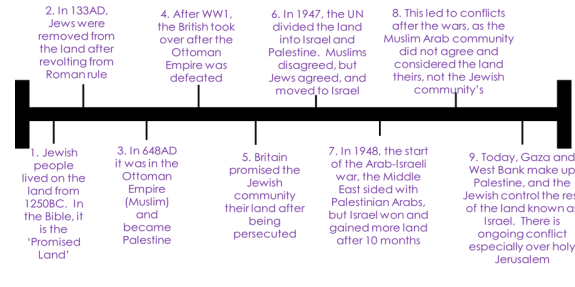 2. In 133AD,
Jews were
removed from
the land after
revolting from
Roman rule
4. After WW1,
the British took
over after the
Ottoman
Empire was
defeated
6. In 1947, the UN
divided the land
into Israel and
Palestine. Muslims
disagreed, but
Jews agreed, and
moved to Israel
8. This led to conflicts
after the wars, as the
Muslim Arab community
did not agree and
considered the land
theirs, not the Jewish
community's
1. Jewish
people
lived on the
land from
1250BC. In
the Bible, it
is the
'Promised
Land'
3. In 648AD
it was in the
Ottoman
Empire
(Muslim)
and
became
Palestine
5. Britain
promised the
Jewish
community
their land after
being
persecuted
7. In 1948, the start
of the Arab-Israeli
war, the Middle
East sided with
Palestinian Arabs,
but Israel won and
gained more land
after 10 months
9. Today, Gaza and
West Bank make up
Palestine, and the
Jewish control the res
of the land known as
Israel. There is
ongoing conflict
especially over holy
Jerusalem